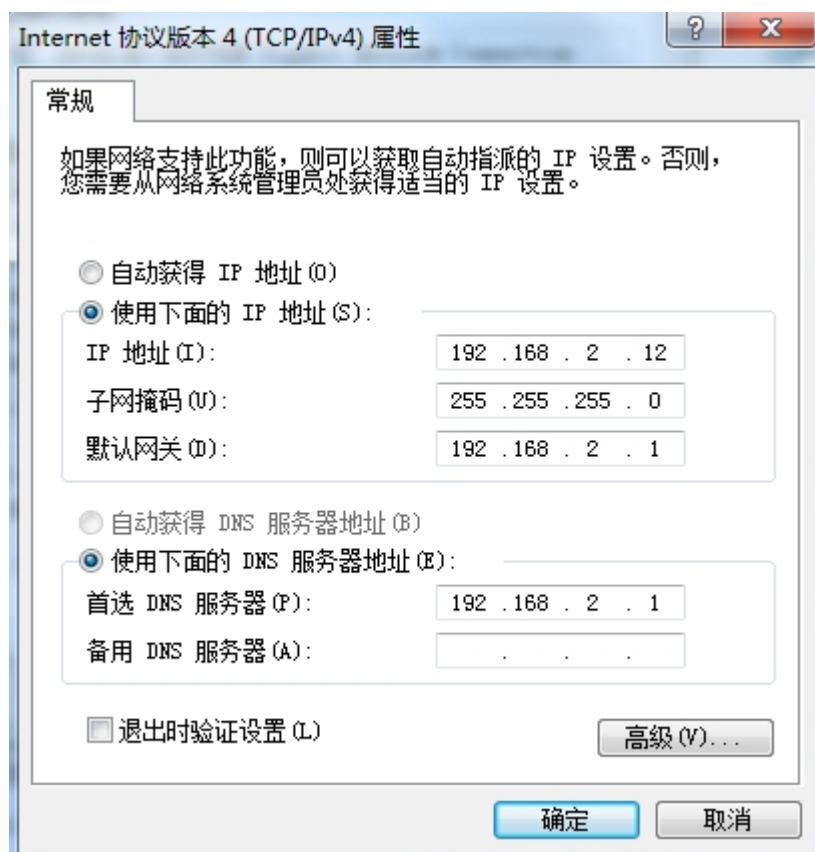 Internet 协议版本 4 (TCP/IPv4) 属性
常规
如果网络支持此功能，则可以获取自动指派的 IP 设置。否则，
您需要从网络系统管理员处获得适当的 IP 设置。
自动获得 IP 地址(O)
使用下面的 IP 地址(S):
IP 地址(I): 192 .168 . 2 . 12
子网掩码(U): 255 .255 .255 . 0
默认网关(D): 192 .168 . 2 . 1
自动获得 DNS 服务器地址(B)
使用下面的 DNS 服务器地址(E):
首选 DNS 服务器(P): 192 .168 . 2 . 1
备用 DNS 服务器(A): . . .
退出时验证设置(L)
高级(V)...
确定 取消